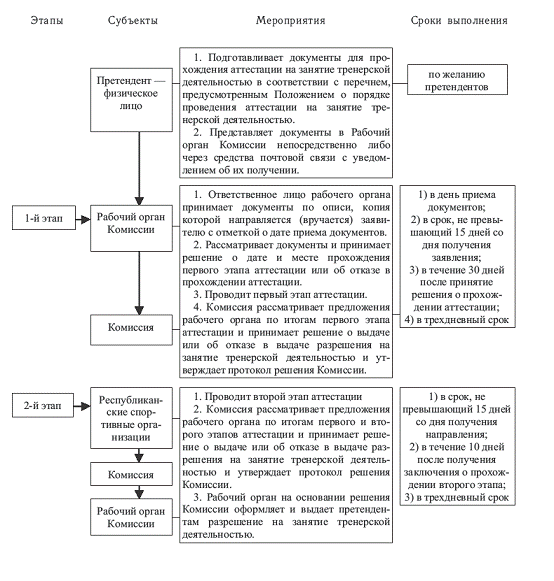 Этапы
Субъекты
Мероприятия
Сроки выполнения
Претендент —
физическое
лицо
1. Подготавливает документы для про-
хождения аттестации на занятие тренерской
деятельностью в соответствии с перечнем,
предусмотренным Положением о порядке
проведения аттестации на занятие тре-
нерской деятельностью.
2. Представляет документы в Рабочий
орган Комиссии непосредственно либо
через средства почтовой связи с уведом-
лением об их получении.
по желанию
претендентов
1-й этап
Рабочий орган
Комиссии
Комиссия
1. Ответственное лицо рабочего органа
принимает документы по описи, копия
которой направляется (вручается) заяви-
телю с отметкой о дате приема документов.
2. Рассматривает документы и принимает
решение о дате и месте прохождения
первого этапа аттестации или об отказе в
прохождении аттестации.
3. Проводит первый этап аттестации.
4. Комиссия рассматривает предложения
рабочего органа по итогам первого этапа
аттестации и принимает решение о выдаче
или об отказе в выдаче разрешения на
занятие тренерской деятельностью и ут-
верждает протокол решения Комиссии.
1) в день приема
документов;
2) в срок, не превы-
шающий 15 дней со
дня получения
заявления;
3) в течение 30 дней
после принятие
решения о прохож-
дении аттестации;
4) в трехдневный срок
2-й этап
Республикан-
ские спор-
тивные орга-
низации
Комиссия
Рабочий орган
Комиссии
1. Проводит второй этап аттестации
2. Комиссия рассматривает предложения
рабочего органа по итогам первого и
второго этапов аттестации и принимает реше-
ние о выдаче или об отказе в выдаче раз-
решения на занятие тренерской деятель-
ностью и утверждает протокол решения
Комиссии.
3. Рабочий орган на основании решения
Комиссии оформляет и выдает претенден-
там разрешение на занятие тренерской
деятельностью.
1) в срок, не
превышающий 15 дней
со дня получения
направления;
2) в течение 10 дней
после получения
заключения о прохож-
дении второго этапа;
3) в трехдневный срок